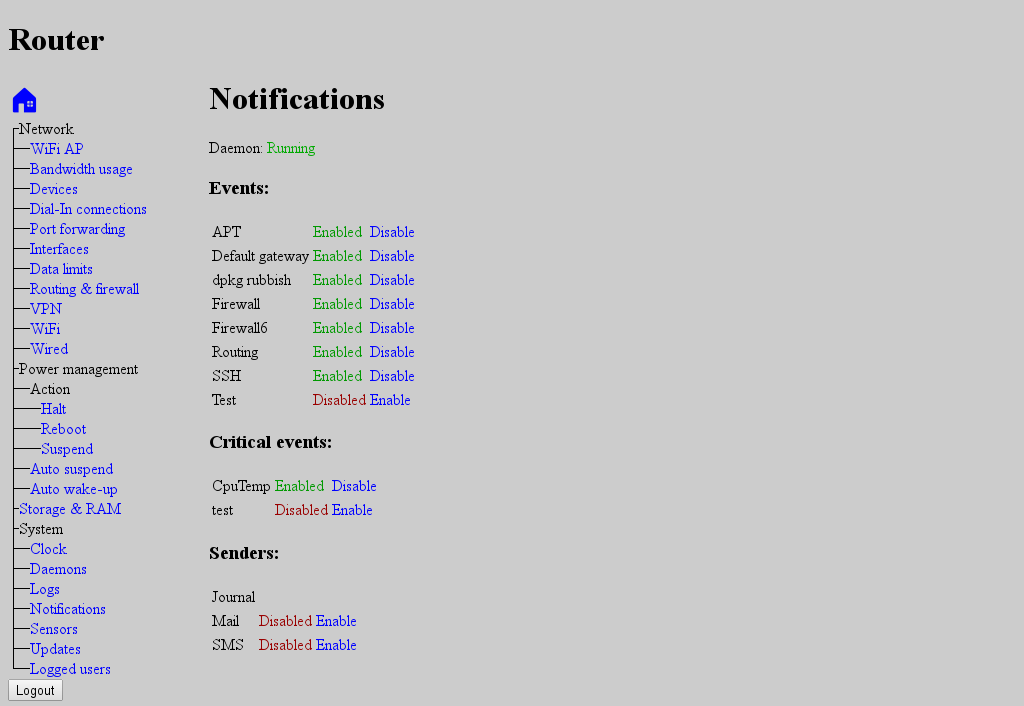 Router
Network
WiFi AP
Bandwidth usage
Devices
Dial-In connections
Port forwarding
Interfaces
Data limits
Routing & firewall
VPN
WiFi
Wired
Power management
Action
Halt
Reboot
Suspend
Auto suspend
Auto wake-up
Storage & RAM
System
Clock
Daemons
Logs
Notifications
Sensors
Updates
Logged users
Logout
Notifications
Daemon: Running
Events:
APT Enabled Disable
Default gateway Enabled Disable
dpkg rubbish Enabled Disable
Firewall Enabled Disable
Firewall6 Enabled Disable
Routing Enabled Disable
SSH Enabled Disable
Test Disabled Enable
Critical events:
CpuTemp Enabled Disable
test Disabled Enable
Senders:
Journal
Mail Disabled Enable
SMS Disabled Enable